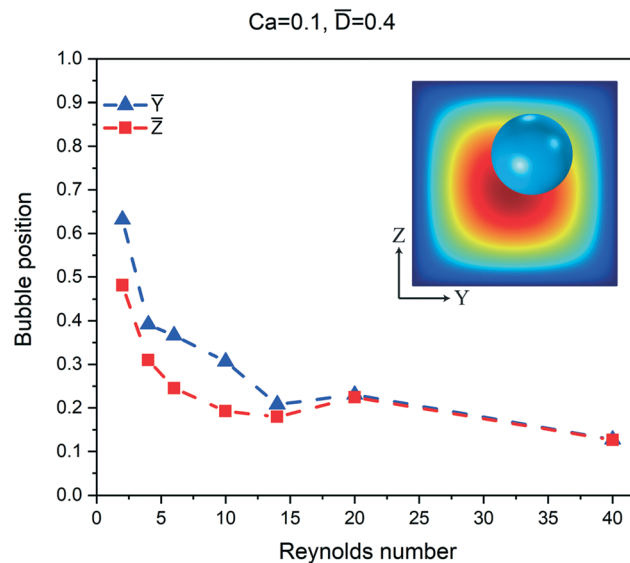 Ca=0.1, D̅=0.4
1.0
0.9
0.8
0.7
0.6
0.5
0.4
0.3
0.2
0.1
0.0
Bubble position
Y̅
Z̅
Z
Y
0 5 10 15 20 25 30 35 40
Reynolds number